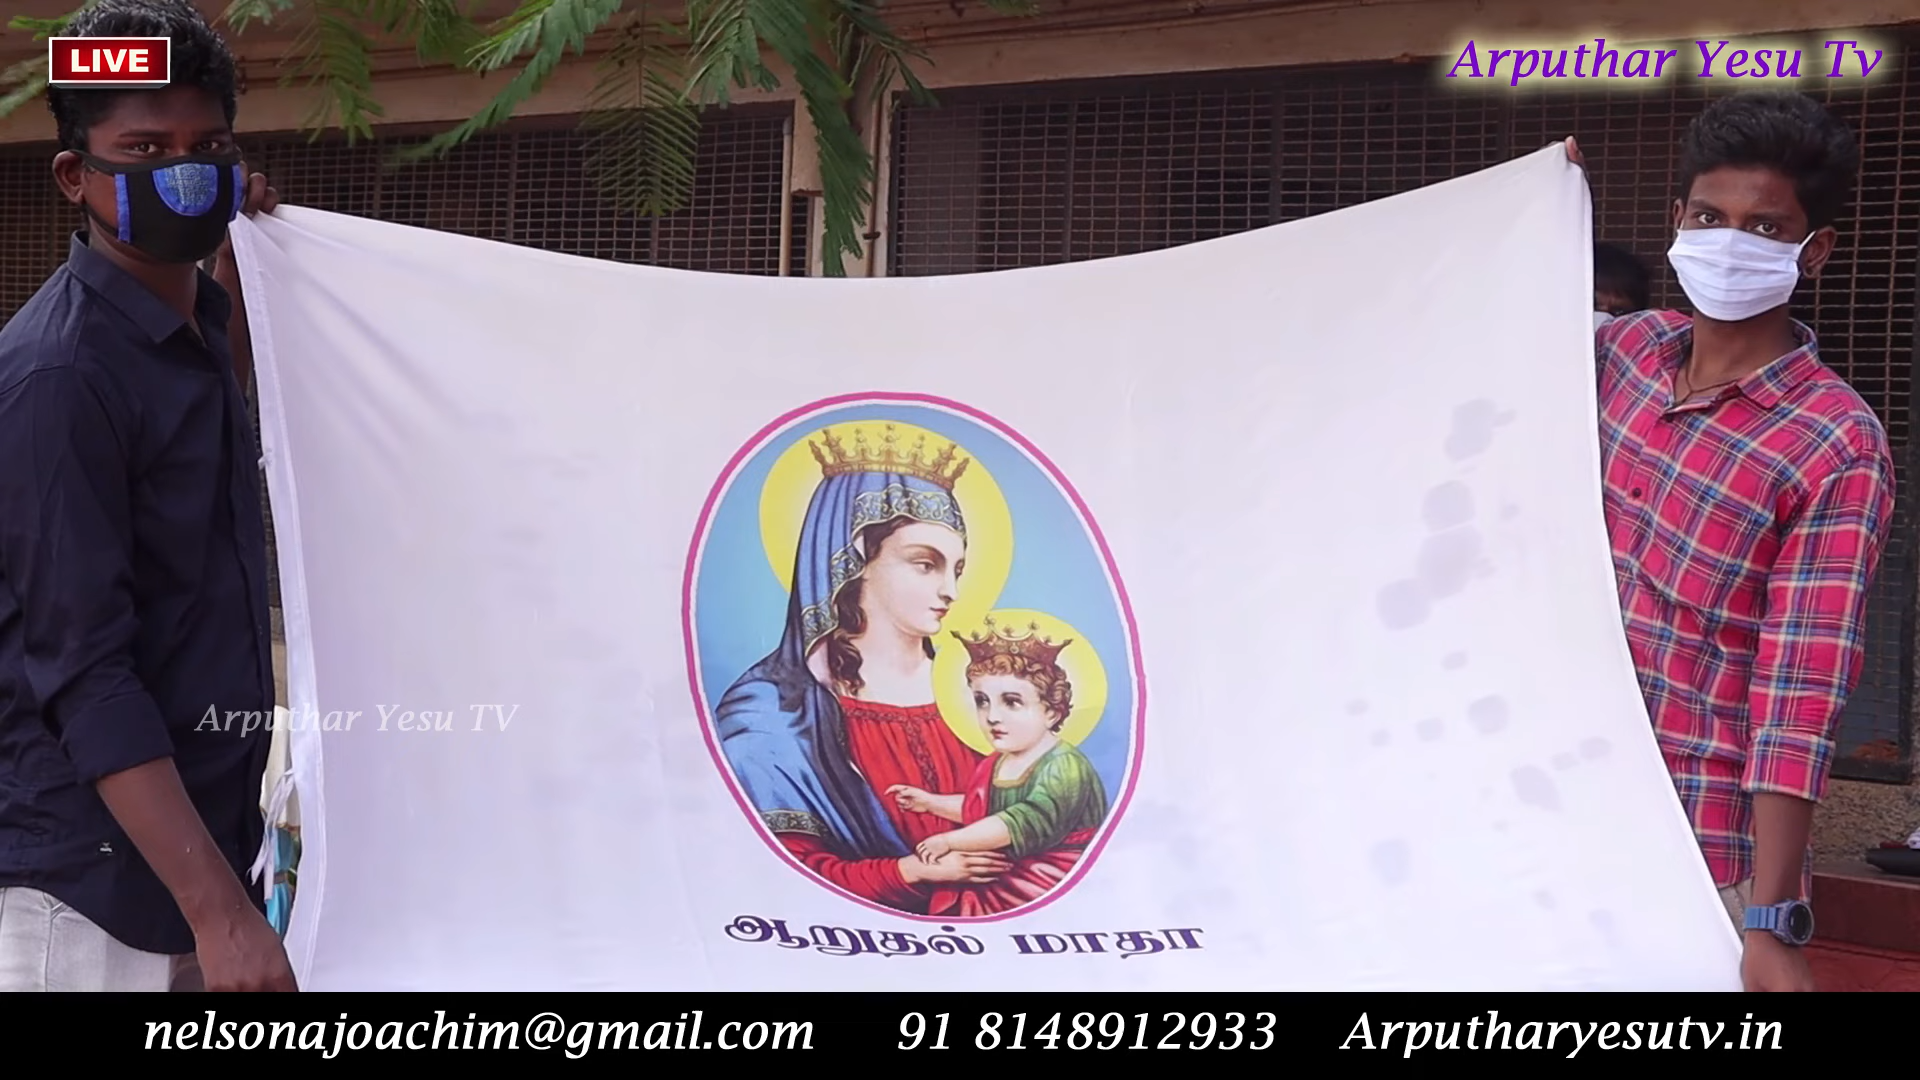 LIVE
Arputhar Yesu Tv
Arputhar Yesu TV
ஆறுதல் மாதா
nelsonajoachim@gmail.com 91 8148912933 Arputharyesutv.in